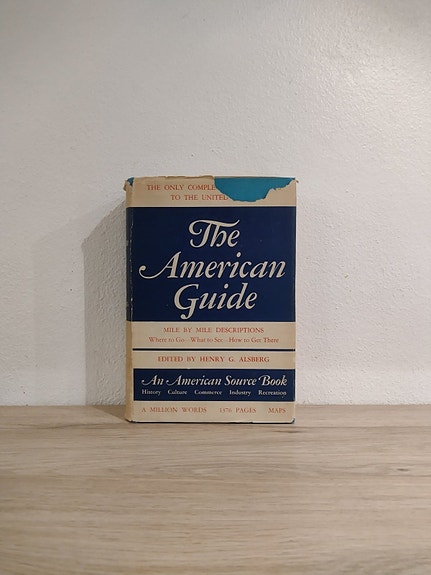 THE ONLY COMPLE
TO THE UNITED
The
American
Guide
MILE BY MILE DESCRIPTIONS
Where to Go—What to See—How to Get There
EDITED BY HENRY G. ALSBERG
An American Source Book
History Culture Commerce Industry Recreation
A MILLION WORDS 1376 PAGES MAPS